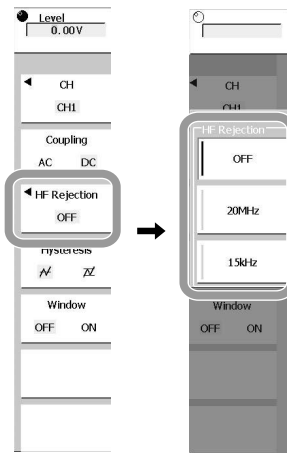 Level
0.00V
CH
CH1
Coupling
AC DC
HF Rejection
OFF
Hysteresis
Window
OFF ON
CH
CH1
HF Rejection
OFF
20MHz
15kHz
Window
OFF ON